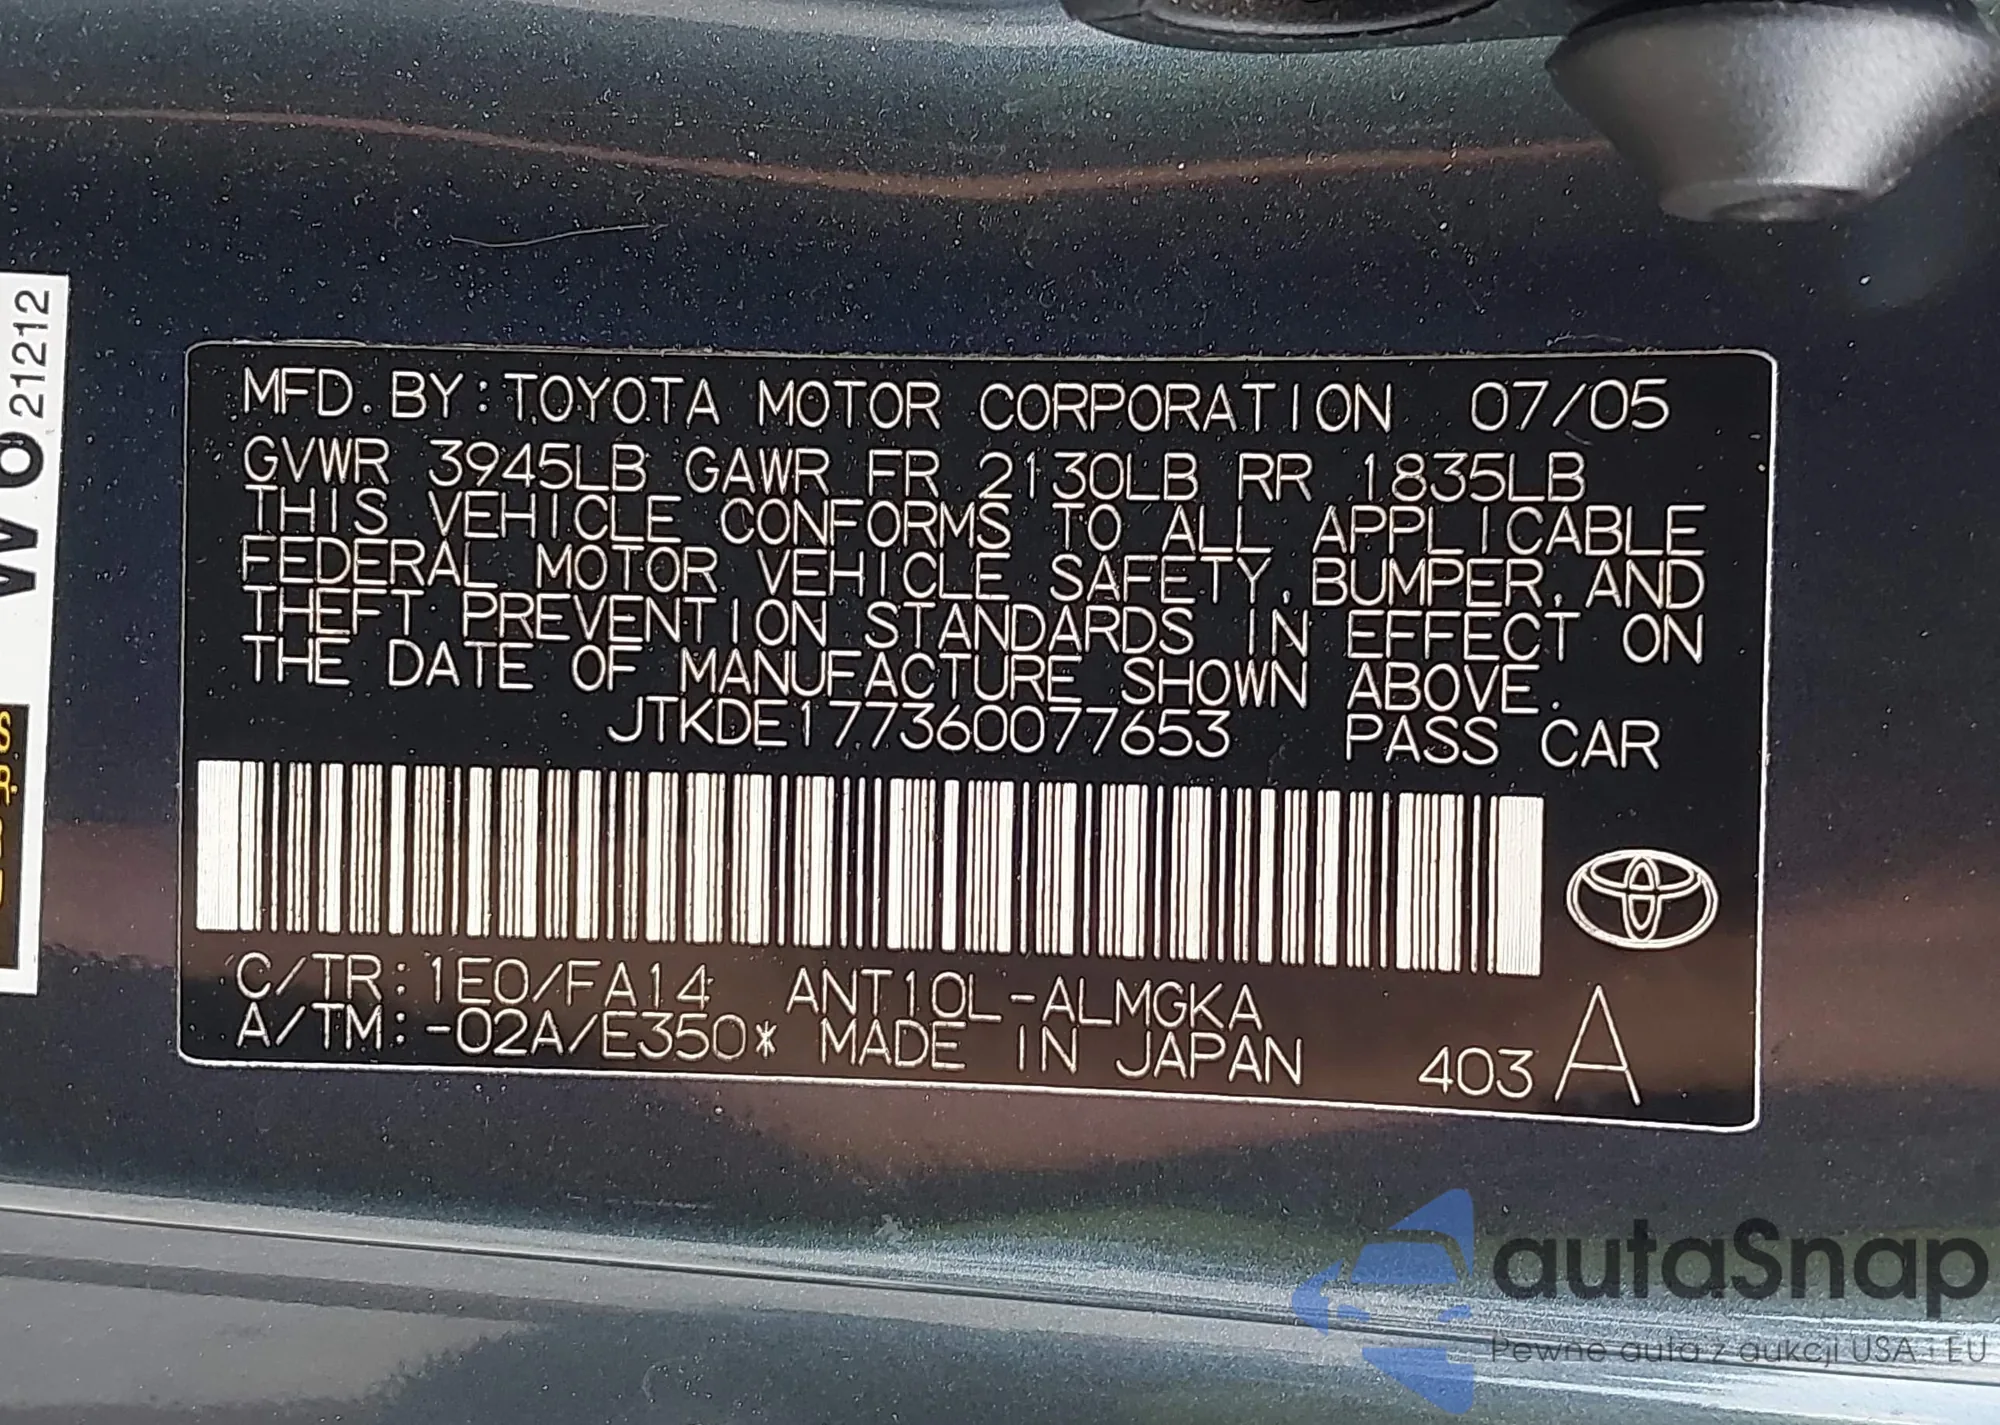 MFD. BY: TOYOTA MOTOR CORPORATION 07/05
GVWR 3945LB GAWR FR 2130LB RR 1835LB
THIS VEHICLE CONFORMS TO ALL APPLICABLE
FEDERAL MOTOR VEHICLE SAFETY, BUMPER, AND
THEFT PREVENTION STANDARDS IN EFFECT ON
THE DATE OF MANUFACTURE SHOWN ABOVE.
JTKDE177360077653 PASS CAR
C/TR: 1E0/FA14 ANT10L-ALMGKA
A/TM: -02A/E350* MADE IN JAPAN 403 A
21212
W O
autaSnap
Pewne auta z aukcji USA i EU